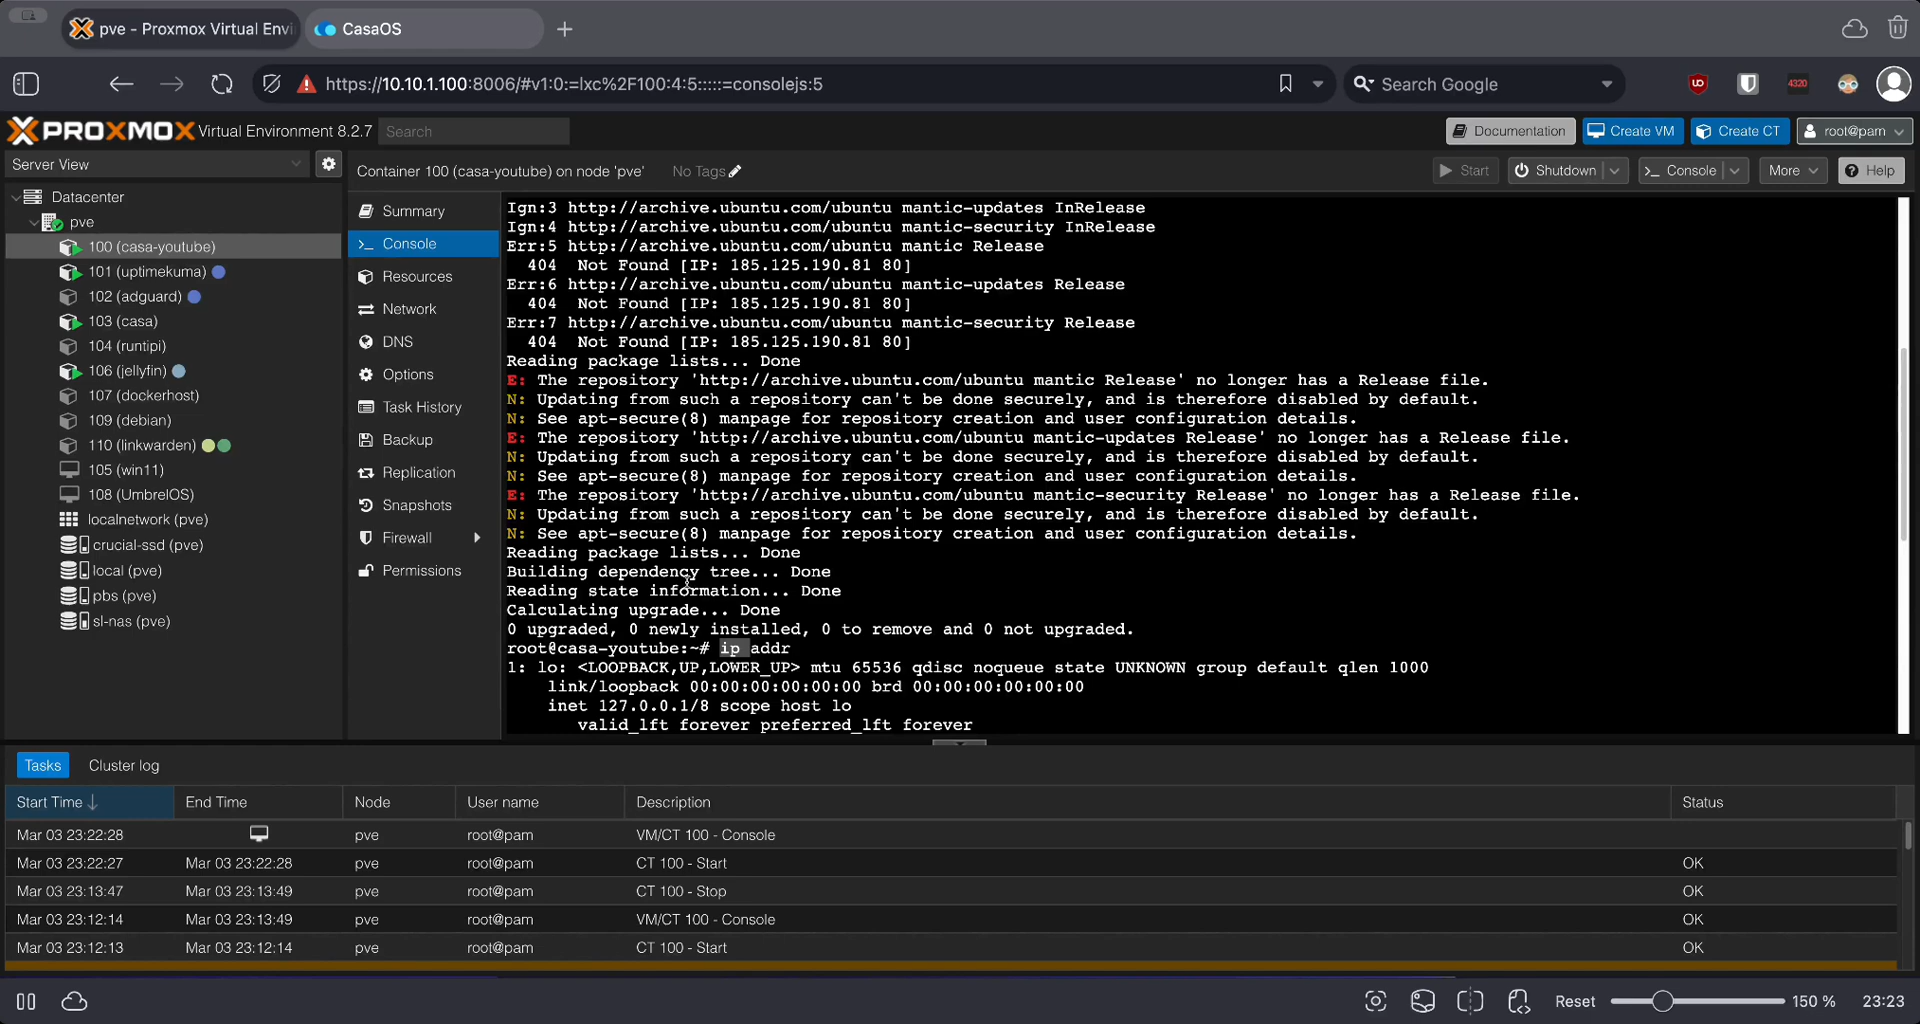 pve - Proxmox Virtual Envi
CasaOS
https://10.10.1.100:8006/#v1:0:=lxc%2F100:4:5:::::=consolejs:5
Search Google
4320
PROXMOX Virtual Environment 8.2.7
Search
Documentation
Create VM
Create CT
root@pam
Server View
Container 100 (casa-youtube) on node 'pve'
No Tags
Start
Shutdown
Console
More
Help
Datacenter
pve
100 (casa-youtube)
101 (uptimekuma)
102 (adguard)
103 (casa)
104 (runtipi)
106 (jellyfin)
107 (dockerhost)
109 (debian)
110 (linkwarden)
105 (win11)
108 (UmbrelOS)
localnetwork (pve)
crucial-ssd (pve)
local (pve)
pbs (pve)
sl-nas (pve)
Summary
Console
Resources
Network
DNS
Options
Task History
Backup
Replication
Snapshots
Firewall
Permissions
Ign:3 http://archive.ubuntu.com/ubuntu mantic-updates InRelease
Ign:4 http://archive.ubuntu.com/ubuntu mantic-security InRelease
Err:5 http://archive.ubuntu.com/ubuntu mantic Release
404 Not Found [IP: 185.125.190.81 80]
Err:6 http://archive.ubuntu.com/ubuntu mantic-updates Release
404 Not Found [IP: 185.125.190.81 80]
Err:7 http://archive.ubuntu.com/ubuntu mantic-security Release
404 Not Found [IP: 185.125.190.81 80]
Reading package lists... Done
E: The repository 'http://archive.ubuntu.com/ubuntu mantic Release' no longer has a Release file.
N: Updating from such a repository can't be done securely, and is therefore disabled by default.
N: See apt-secure(8) manpage for repository creation and user configuration details.
E: The repository 'http://archive.ubuntu.com/ubuntu mantic-updates Release' no longer has a Release file.
N: Updating from such a repository can't be done securely, and is therefore disabled by default.
N: See apt-secure(8) manpage for repository creation and user configuration details.
E: The repository 'http://archive.ubuntu.com/ubuntu mantic-security Release' no longer has a Release file.
N: Updating from such a repository can't be done securely, and is therefore disabled by default.
N: See apt-secure(8) manpage for repository creation and user configuration details.
Reading package lists... Done
Building dependency tree... Done
Reading state information... Done
Calculating upgrade... Done
0 upgraded, 0 newly installed, 0 to remove and 0 not upgraded.
root@casa-youtube:~# ip addr
1: lo: <LOOPBACK,UP,LOWER_UP> mtu 65536 qdisc noqueue state UNKNOWN group default qlen 1000
link/loopback 00:00:00:00:00:00 brd 00:00:00:00:00:00
inet 127.0.0.1/8 scope host lo
valid_lft forever preferred_lft forever
Tasks
Cluster log
Start Time
End Time
Node
User name
Description
Status
Mar 03 23:22:28 pve root@pam VM/CT 100 - Console
Mar 03 23:22:27 Mar 03 23:22:28 pve root@pam CT 100 - Start OK
Mar 03 23:13:47 Mar 03 23:13:49 pve root@pam CT 100 - Stop OK
Mar 03 23:12:14 Mar 03 23:13:49 pve root@pam VM/CT 100 - Console OK
Mar 03 23:12:13 Mar 03 23:12:14 pve root@pam CT 100 - Start OK
Reset
150 %
23:23